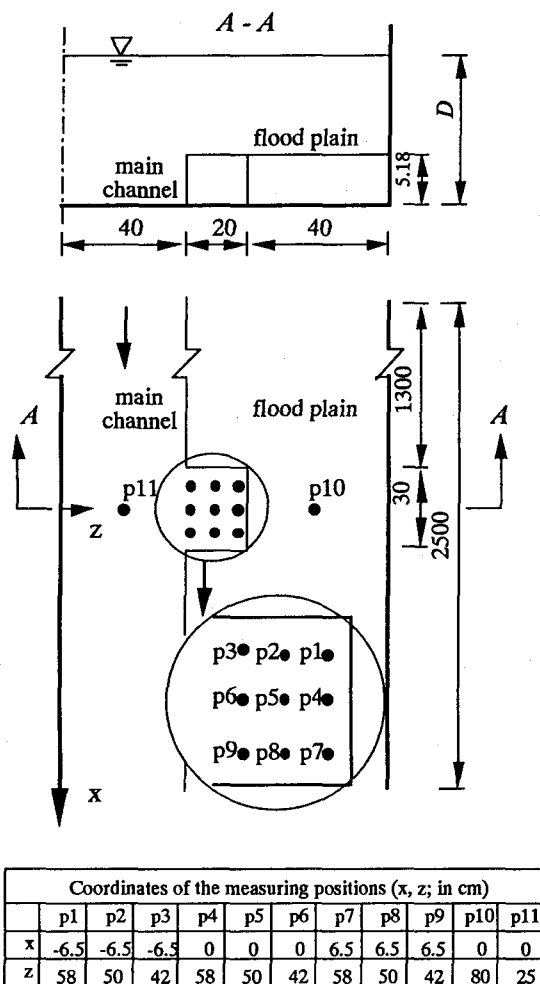 A - A
D
flood plain
main
channel
5.18
40 20 40
1300
main
channel
flood plain
A A
p11 p10
30
z
2500
p3 p2 p1
p6 p5 p4
p9 p8 p7
x
Coordinates of the measuring positions (x, z; in cm)
p1 p2 p3 p4 p5 p6 p7 p8 p9 p10 p11
x -6.5 -6.5 -6.5 0 0 0 6.5 6.5 6.5 0 0
z 58 50 42 58 50 42 58 50 42 80 25